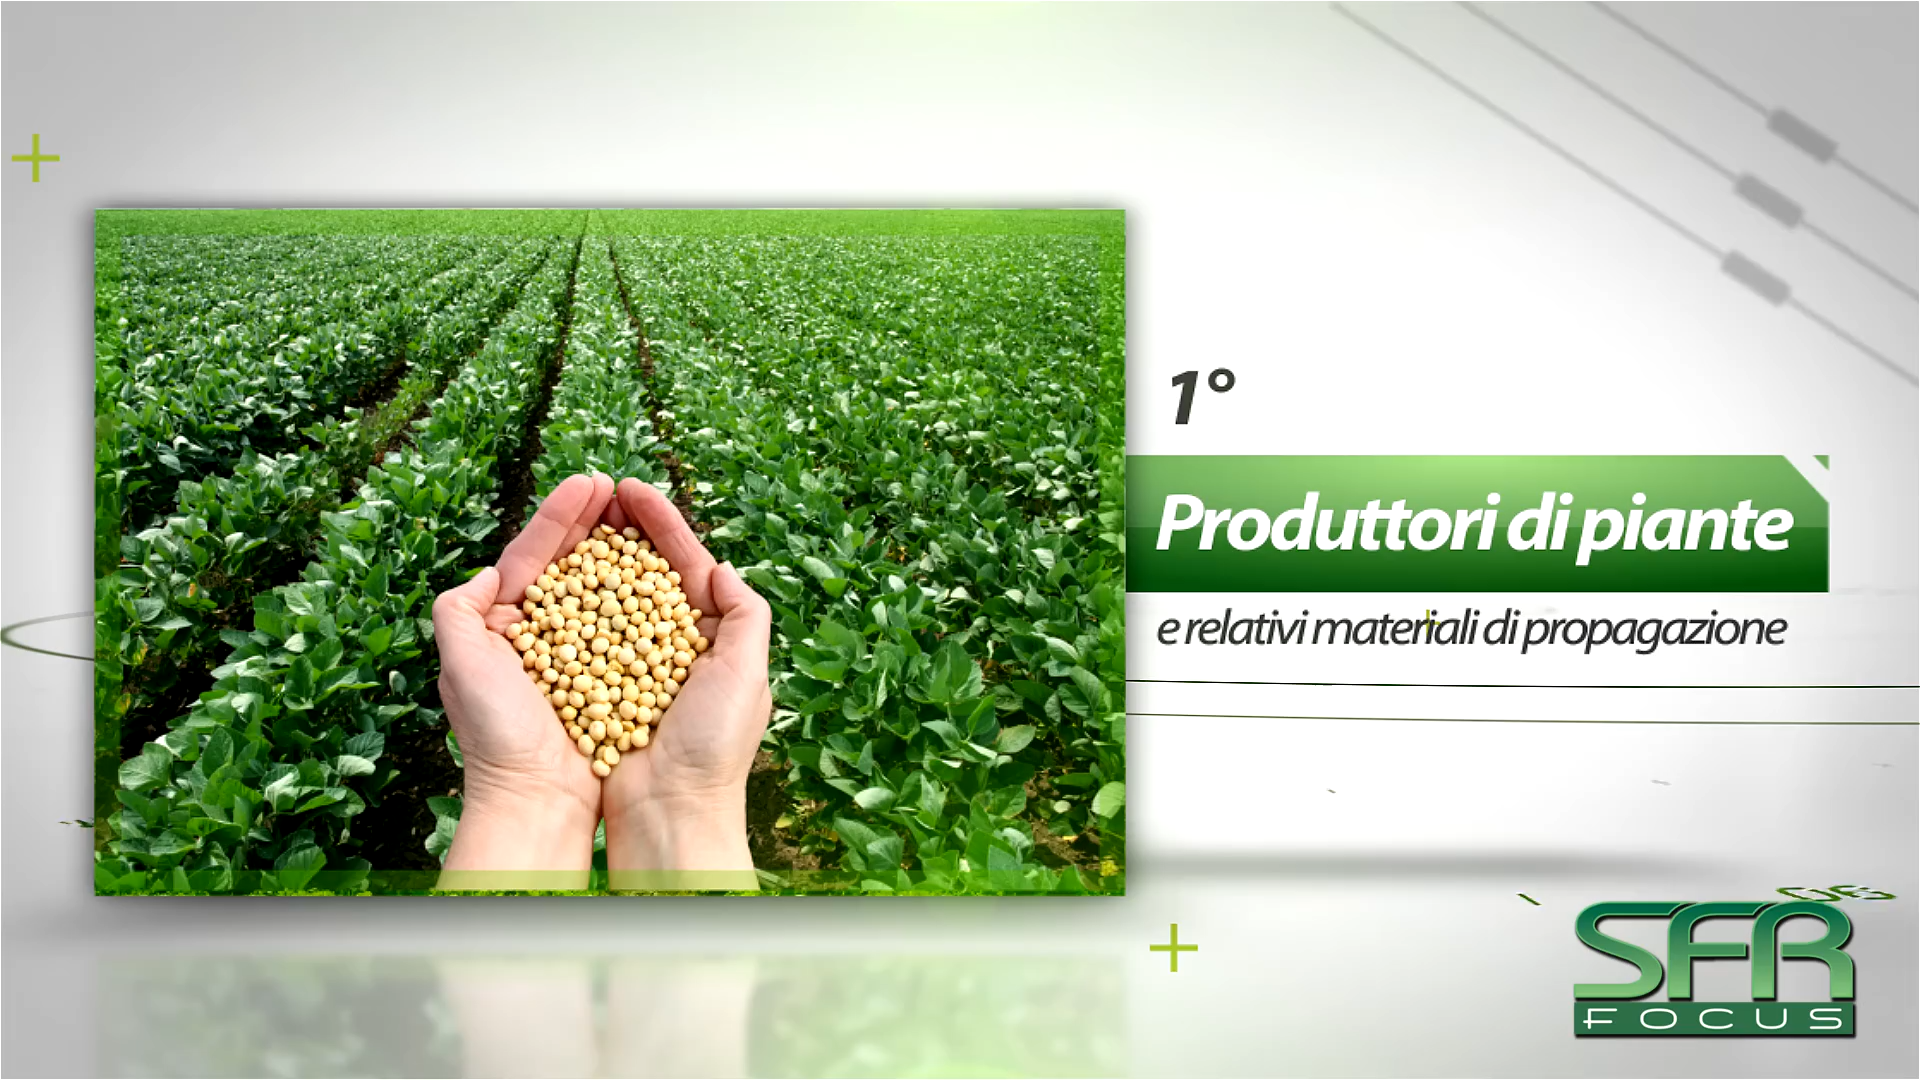 1°
Produttori di piante
e relativi materiali di propagazione
SFR
FOCUS